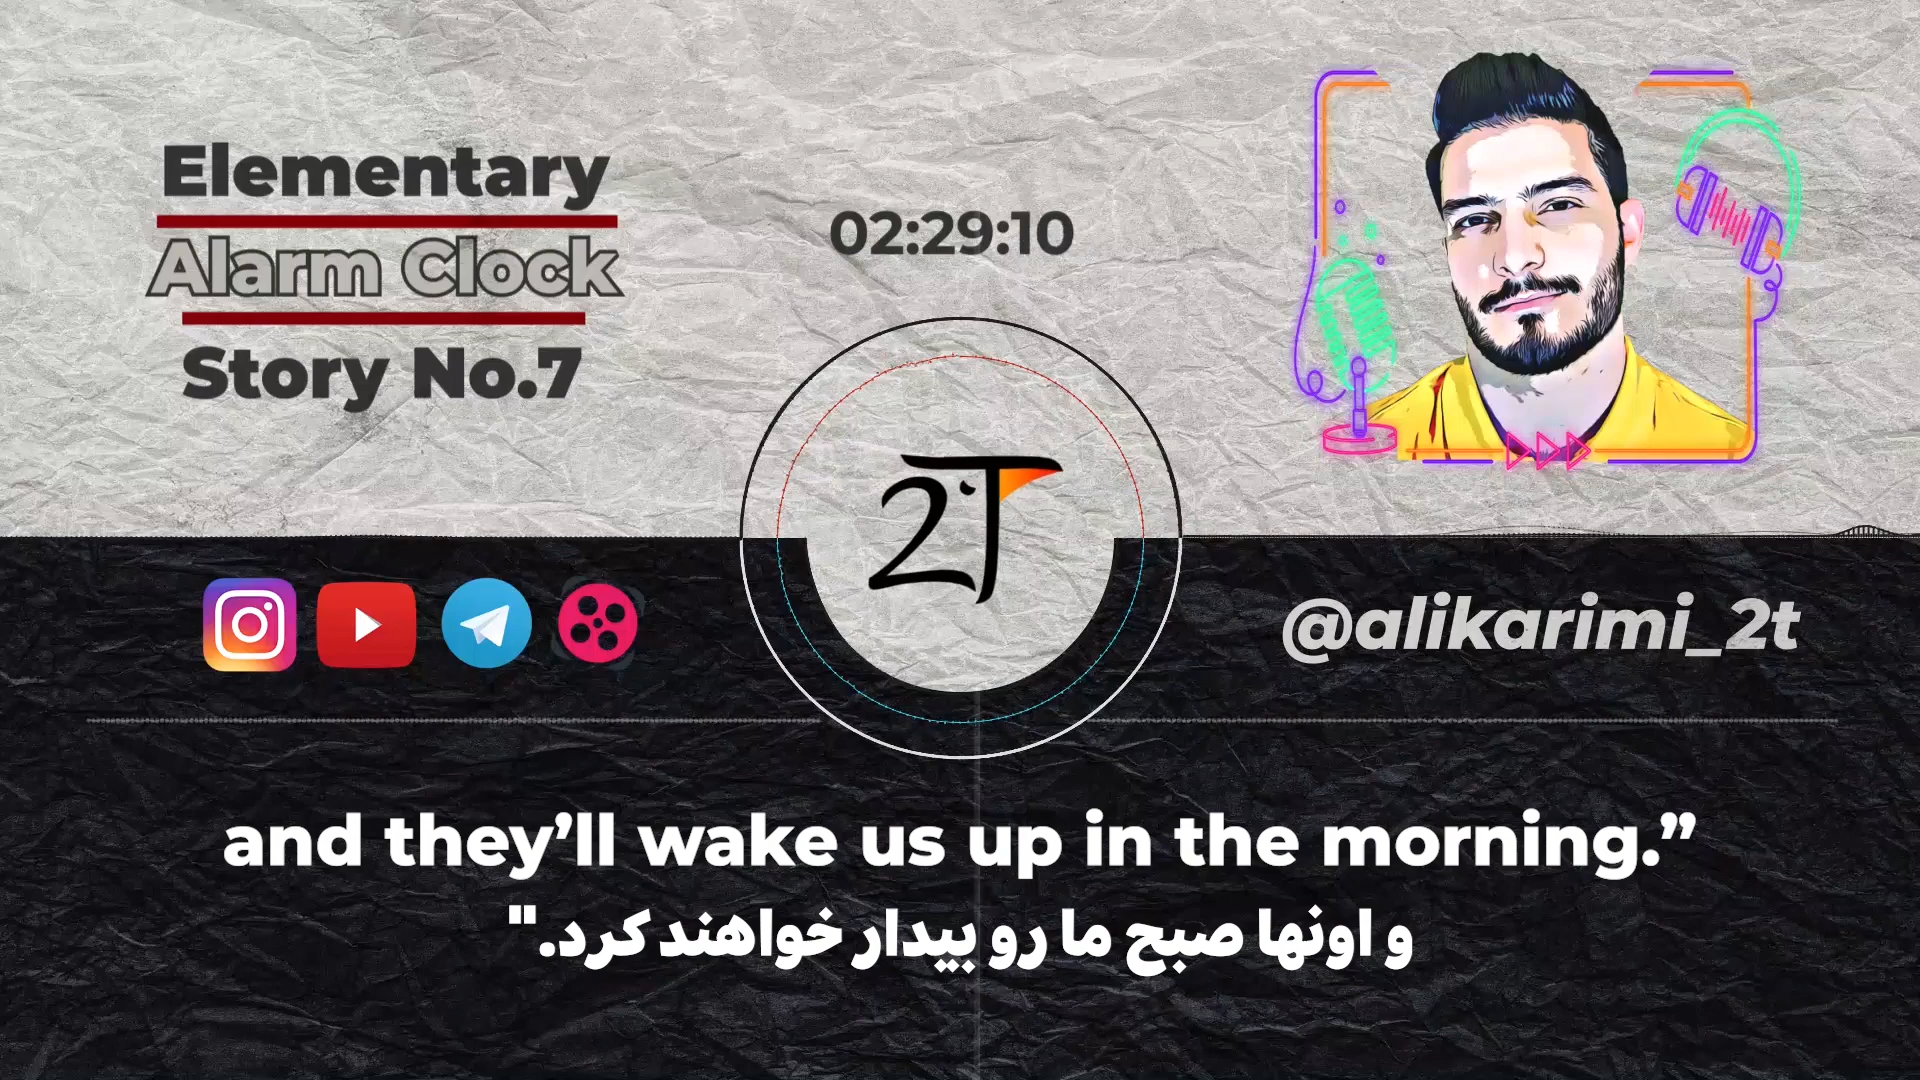 Elementary
Alarm Clock
Story No.7
02:29:10
2T
@alikarimi_2t
and they’ll wake us up in the morning.”
و اونها صبح ما رو بیدار خواهند کرد."